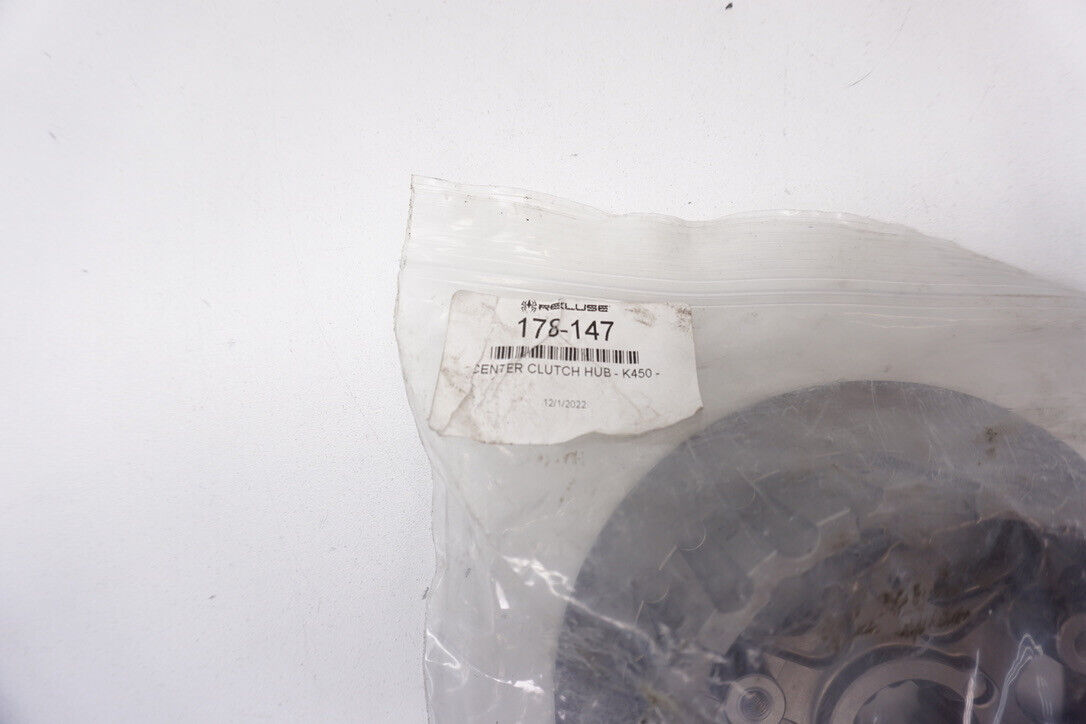 REKLUSE
178-147
CENTER CLUTCH HUB - K450 -
12/1/2022